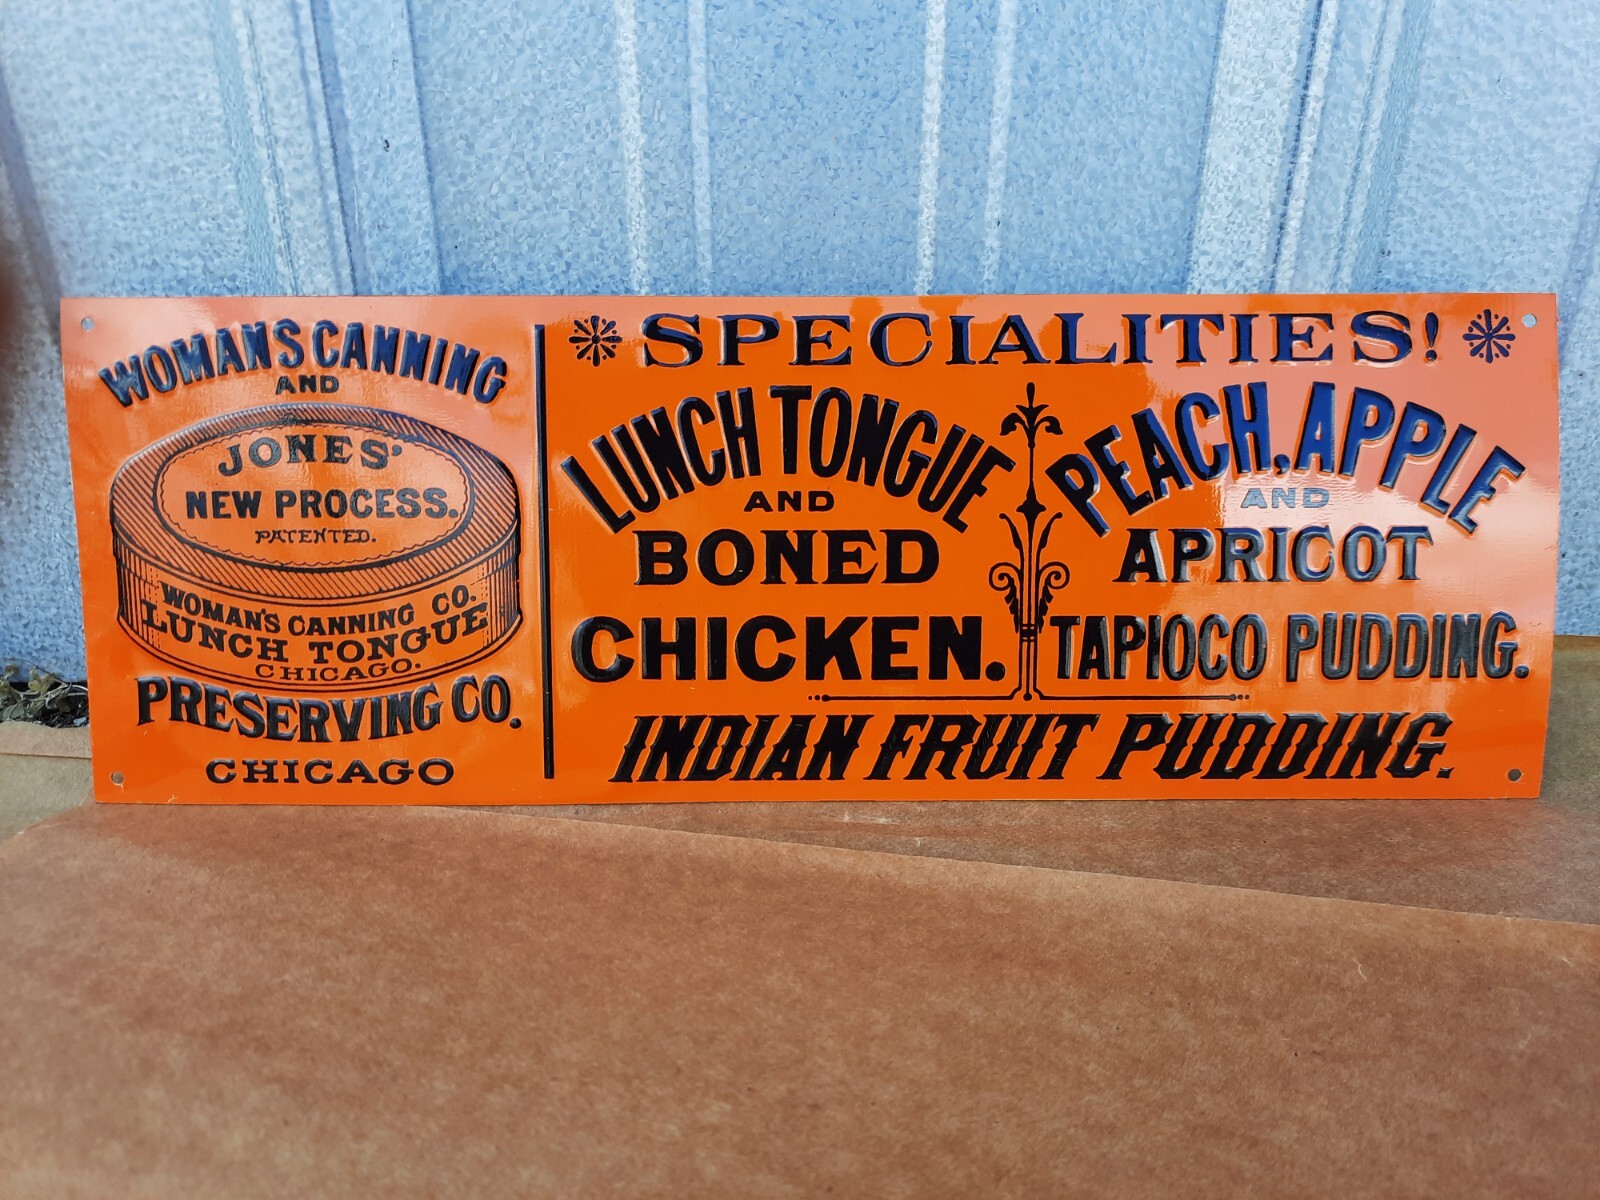 WOMANS CANNING
AND
JONES'
NEW PROCESS.
PATENTED.
WOMAN'S CANNING CO.
LUNCH TONGUE
CHICAGO.
PRESERVING CO.
CHICAGO
SPECIALITIES!
LUNCH TONGUE
AND
BONED
CHICKEN.
PEACH, APPLE
AND
APRICOT
TAPIOCO PUDDING.
INDIAN FRUIT PUDDING.